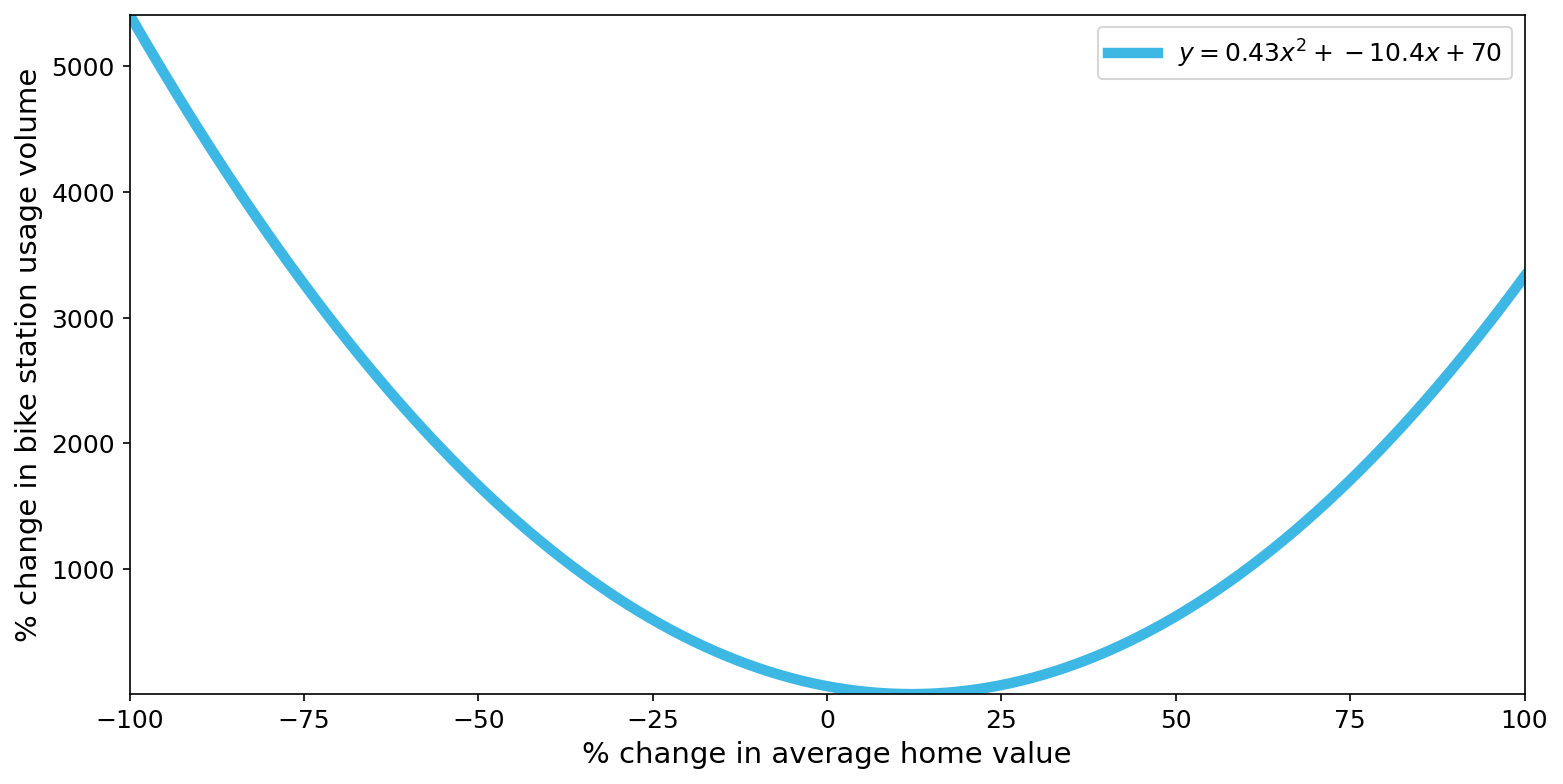 y = 0.43x² + −10.4x + 70
% change in bike station usage volume
5000
4000
3000
2000
1000
−100 −75 −50 −25 0 25 50 75 100
% change in average home value